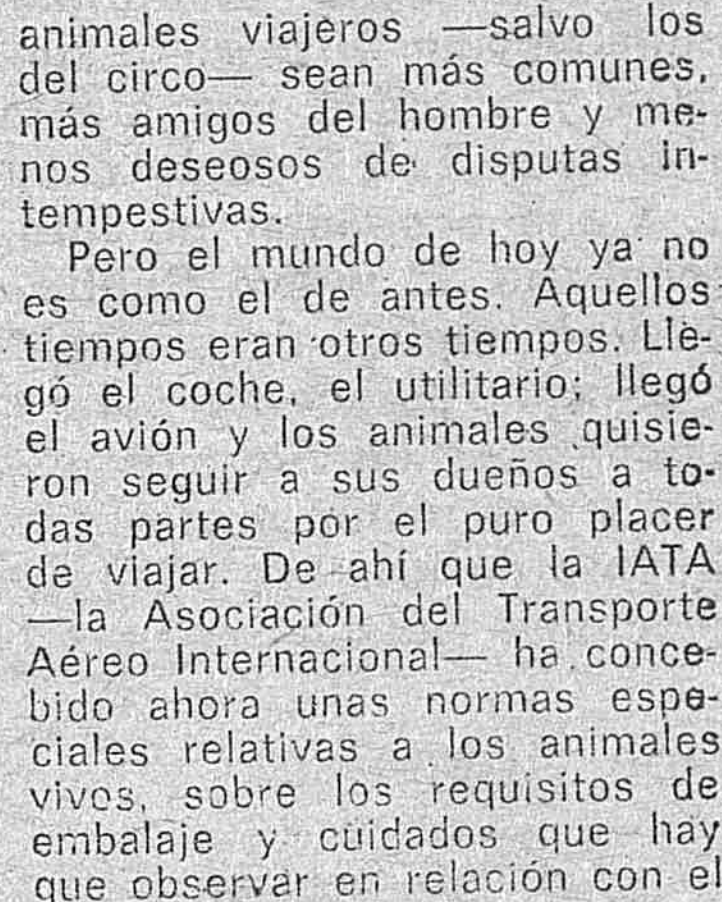 animales viajeros —salvo los
del circo— sean más comunes,
más amigos del hombre y me-
nos deseosos de disputas in-
tempestivas.
Pero el mundo de hoy ya no
es como el de antes. Aquellos
tiempos eran otros tiempos. Lle-
gó el coche, el utilitario; llegó
el avión y los animales quisie-
ron seguir a sus dueños a to-
das partes por el puro placer
de viajar. De ahí que la IATA
—la Asociación del Transporte
Aéreo Internacional— ha conce-
bido ahora unas normas espe-
ciales relativas a los animales
vivos, sobre los requisitos de
embalaje y cuidados que hay
que observar en relación con el